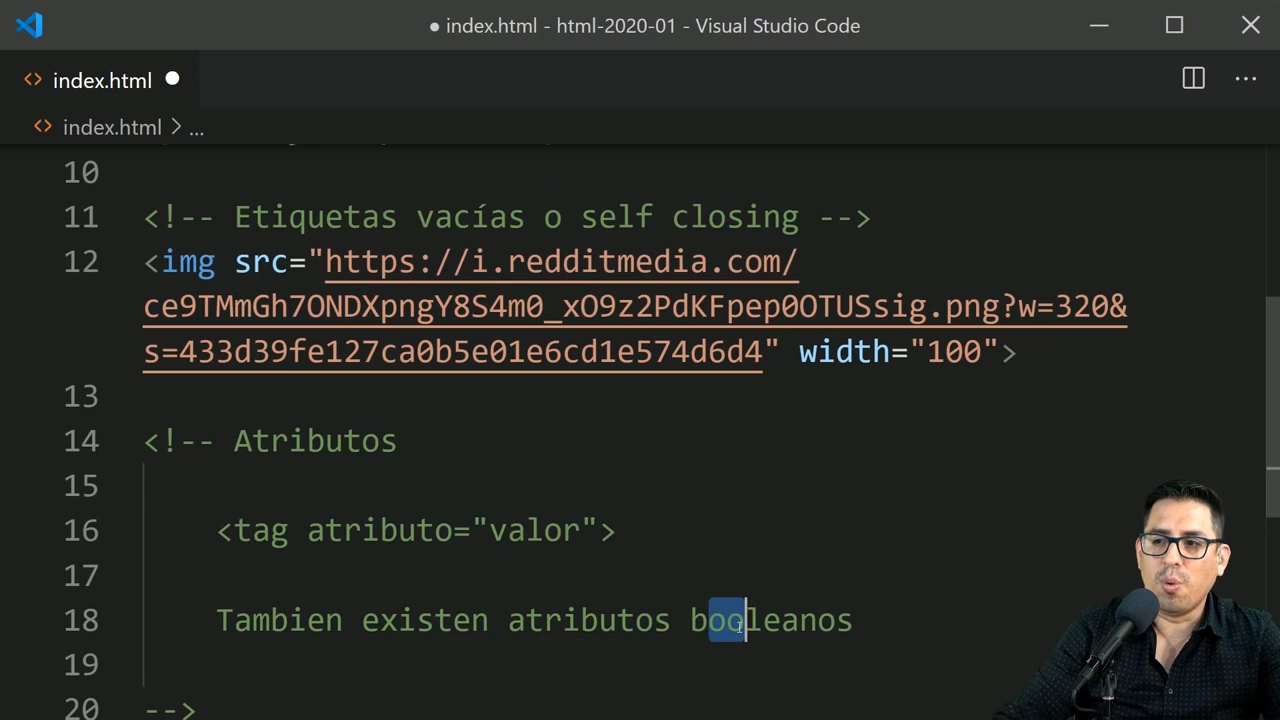 ● index.html - html-2020-01 - Visual Studio Code
index.html ●
index.html > ...
10
11 <!-- Etiquetas vacías o self closing -->
12 <img src="https://i.redditmedia.com/
ce9TMmGh7ONDXpngY8S4m0_xO9z2PdKFpep0OTUSsig.png?w=320&
s=433d39fe127ca0b5e01e6cd1e574d6d4" width="100">
13
14 <!-- Atributos
15
16 <tag atributo="valor">
17
18 Tambien existen atributos booleanos
19
20 -->